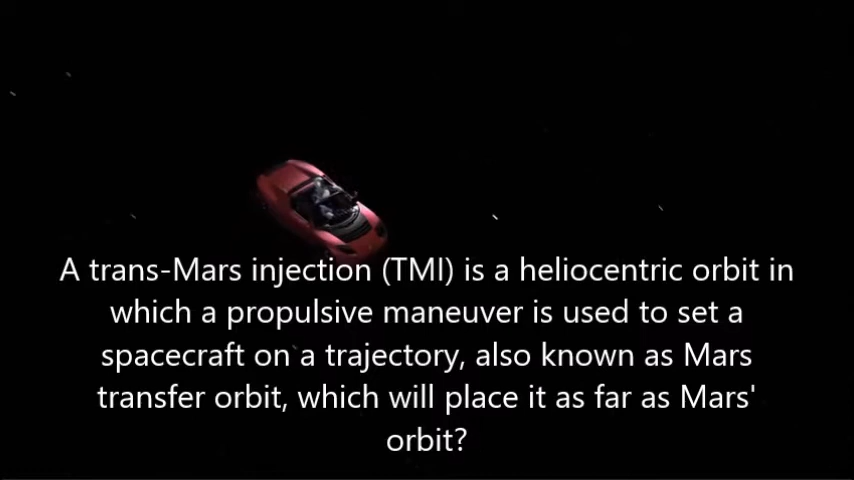 A trans-Mars injection (TMI) is a heliocentric orbit in
which a propulsive maneuver is used to set a
spacecraft on a trajectory, also known as Mars
transfer orbit, which will place it as far as Mars'
orbit?